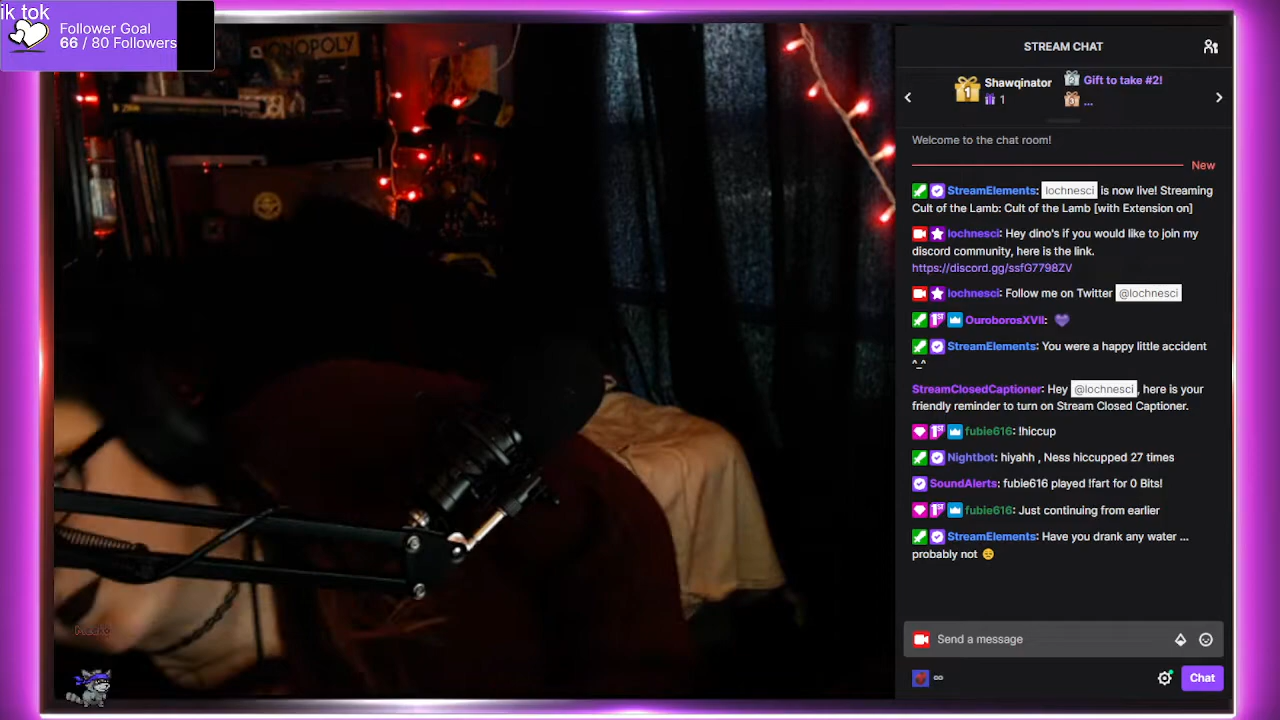 ik tok
Follower Goal
66 / 80 Followers
MONOPOLY
STREAM CHAT
Shawqinator
1
1
Gift to take #2!
2
3
...
Welcome to the chat room!
New
StreamElements: lochnesci is now live! Streaming
Cult of the Lamb: Cult of the Lamb [with Extension on]
lochnesci: Hey dino's if you would like to join my
discord community, here is the link.
https://discord.gg/ssfG7798ZV
lochnesci: Follow me on Twitter @lochnesci
OuroborosXVII:
StreamElements: You were a happy little accident
^_^
StreamClosedCaptioner: Hey @lochnesci, here is your
friendly reminder to turn on Stream Closed Captioner.
fubie616: !hiccup
Nightbot: hiyahh , Ness hiccupped 27 times
SoundAlerts: fubie616 played !fart for 0 Bits!
fubie616: Just continuing from earlier
StreamElements: Have you drank any water ...
probably not
Send a message
Chat